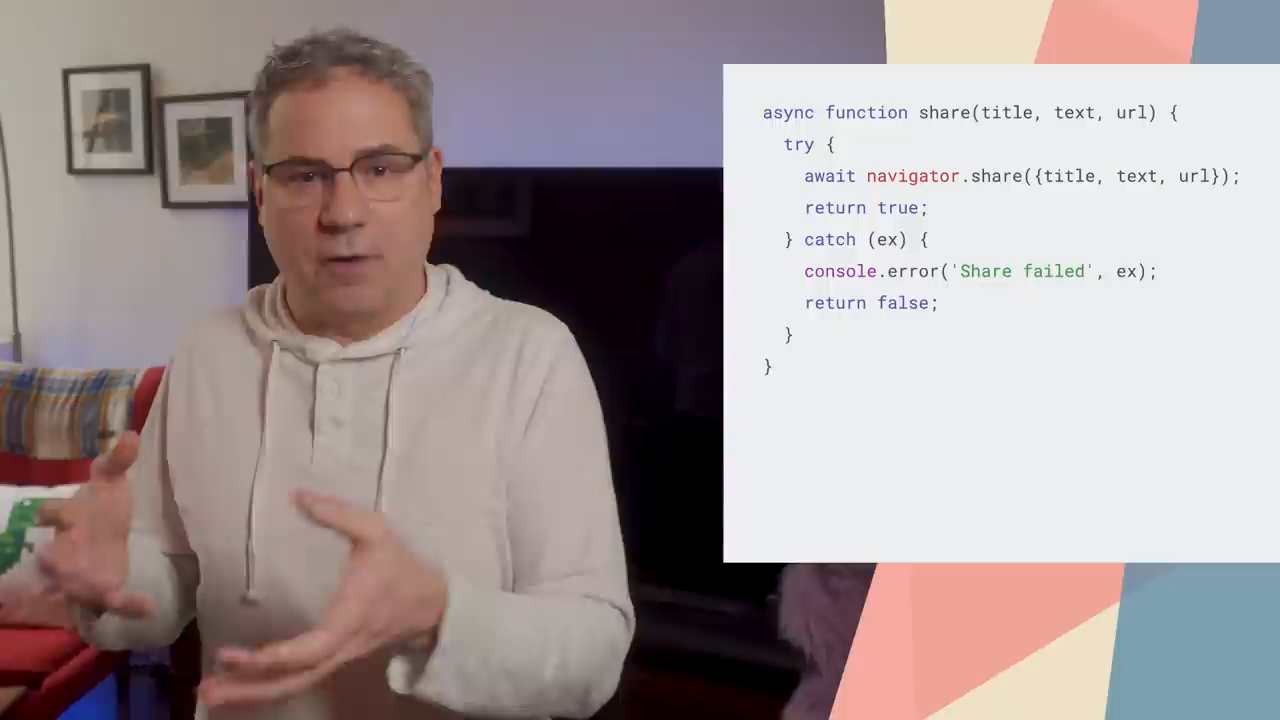 async function share(title, text, url) {
  try {
    await navigator.share({title, text, url});
    return true;
  } catch (ex) {
    console.error('Share failed', ex);
    return false;
  }
}